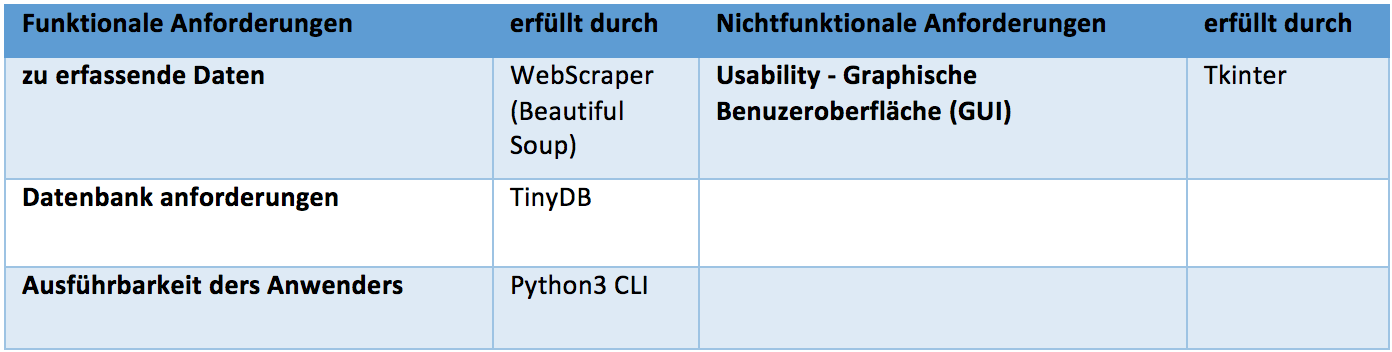 Funktionale Anforderungen erfüllt durch Nichtfunktionale Anforderungen erfüllt durch
zu erfassende Daten WebScraper Usability - Graphische Tkinter
(Beautiful Benuzeroberfläche (GUI)
Soup)
Datenbank anforderungen TinyDB
Ausführbarkeit ders Anwenders Python3 CLI